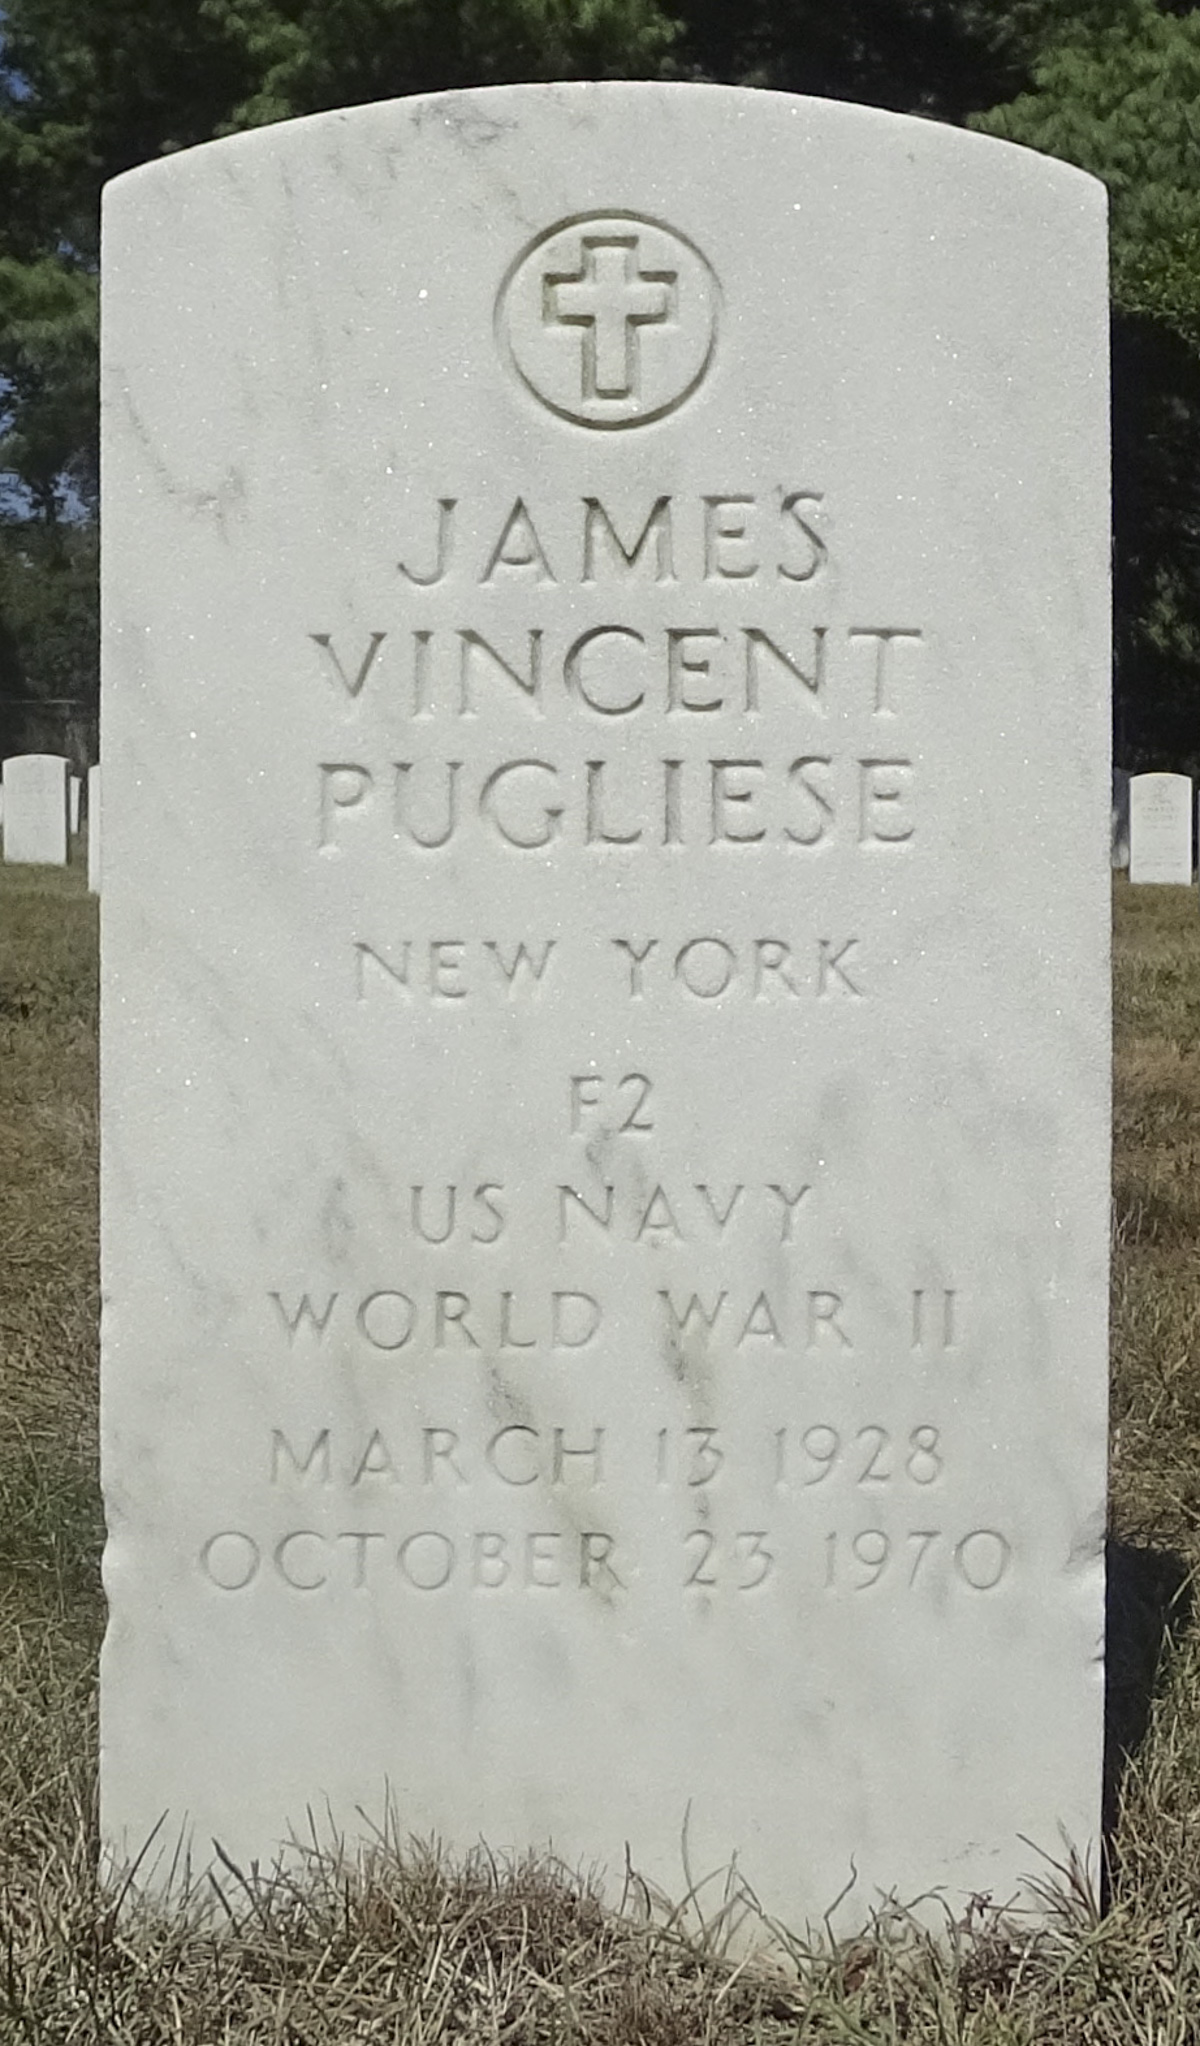 JAMES
VINCENT
PUGLIESE
NEW YORK
F2
US NAVY
WORLD WAR II
MARCH 13 1928
OCTOBER 23 1970